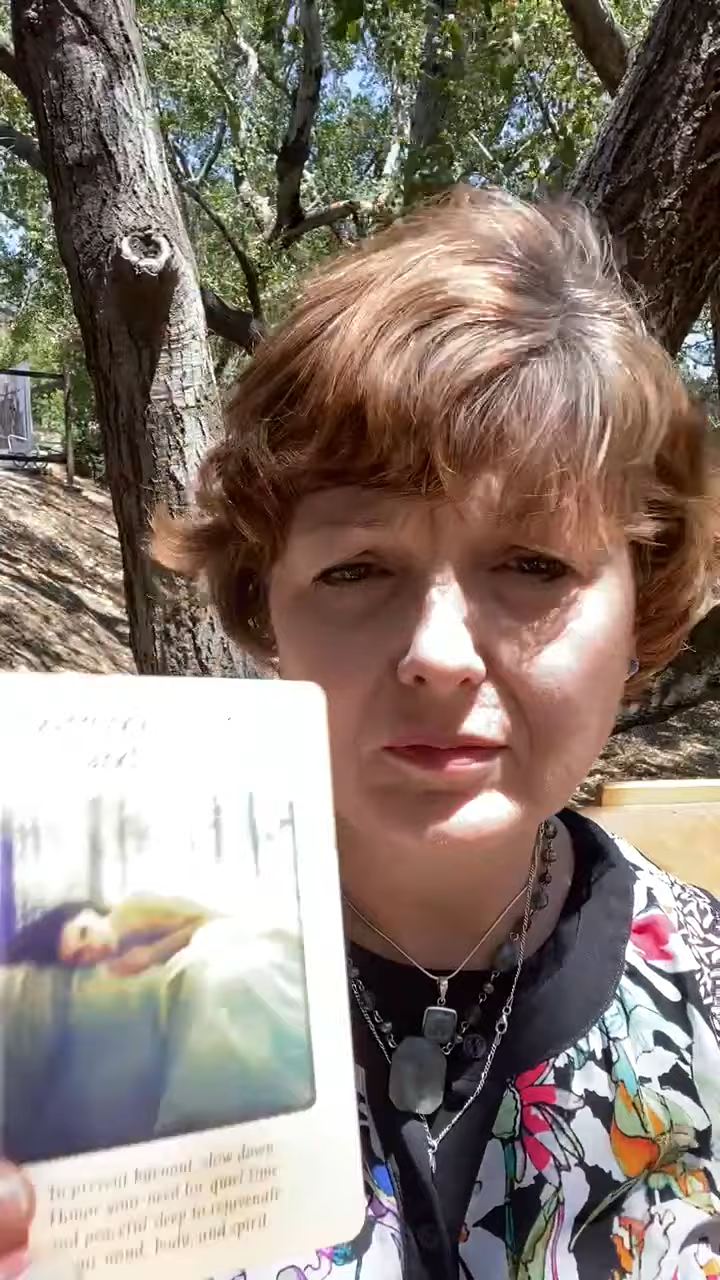 To prevent burnout, slow down
Honor your need for quiet time
and peaceful sleep to rejuvenate
mind, body, and spirit.